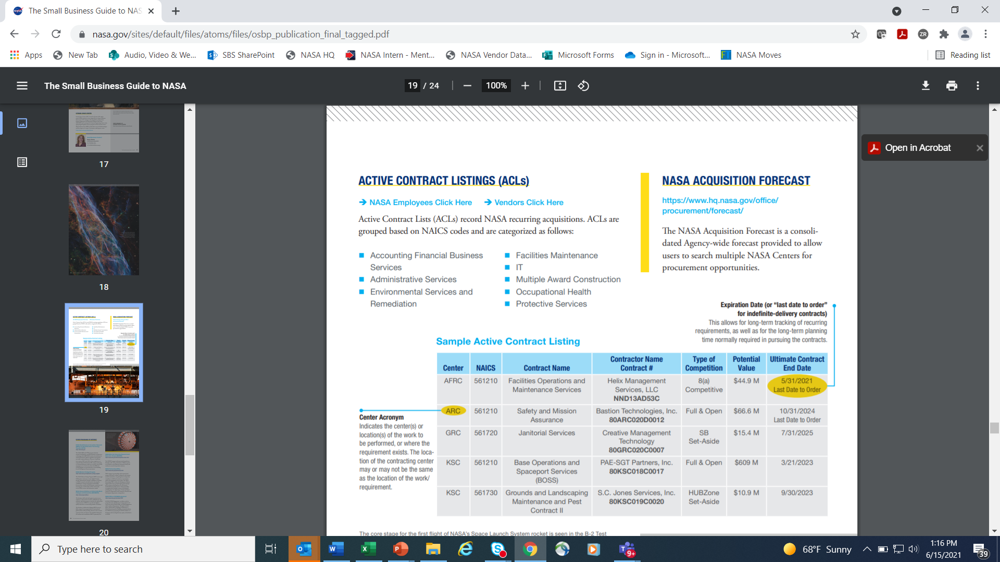 The Small Business Guide to NAS
nasa.gov/sites/default/files/atoms/files/osbp_publication_final_tagged.pdf
ZR
Apps
New Tab
Audio, Video & We...
SBS SharePoint
NASA HQ
NASA Intern - Ment...
NASA Vendor Data...
Microsoft Forms
Sign in - Microsoft...
NASA Moves
Reading list
The Small Business Guide to NASA
19 / 24
100%
17
18
19
20
Open in Acrobat
ACTIVE CONTRACT LISTINGS (ACLs)
NASA Employees Click Here
Vendors Click Here
Active Contract Lists (ACLs) record NASA recurring acquisitions. ACLs are
grouped based on NAICS codes and are categorized as follows:
Accounting Financial Business
Services
Administrative Services
Environmental Services and
Remediation
Facilities Maintenance
IT
Multiple Award Construction
Occupational Health
Protective Services
NASA ACQUISITION FORECAST
https://www.hq.nasa.gov/office/
procurement/forecast/
The NASA Acquisition Forecast is a consoli-
dated Agency-wide forecast provided to allow
users to search multiple NASA Centers for
procurement opportunities.
Expiration Date (or "last date to order"
for indefinite-delivery contracts)
This allows for long-term tracking of recurring
requirements, as well as for the long-term planning
time normally required in pursuing the contracts.
Sample Active Contract Listing
Center
NAICS
Contract Name
Contractor Name
Contract #
Type of
Competition
Potential
Value
Ultimate Contract
End Date
AFRC
561210
Facilities Operations and
Maintenance Services
Helix Management
Services, LLC
NND13AD53C
8(a)
Competitive
$44.9 M
5/31/2021
Last Date to Order
ARC
561210
Safety and Mission
Assurance
Bastion Technologies, Inc.
80ARC020D0012
Full & Open
$66.6 M
10/31/2024
Last Date to Order
GRC
561720
Janitorial Services
Creative Management
Technology
80GRC020C0007
SB
Set-Aside
$15.4 M
7/31/2025
KSC
561210
Base Operations and
Spaceport Services
(BOSS)
PAE-SGT Partners, Inc.
80KSC018C0017
Full & Open
$609 M
3/21/2023
KSC
561730
Grounds and Landscaping
Maintenance and Pest
Contract II
S.C. Jones Services, Inc.
80KSC019C0020
HUBZone
Set-Aside
$10.9 M
9/30/2023
Center Acronym
Indicates the center(s) or
location(s) of the work to
be performed, or where the
requirement exists. The loca-
tion of the contracting center
may or may not be the same
as the location of the work/
requirement.
The core stage for the first flight of NASA's Space Launch System rocket is seen in the B-2 Test
Type here to search
9+
68°F Sunny
1:16 PM
6/15/2021
39